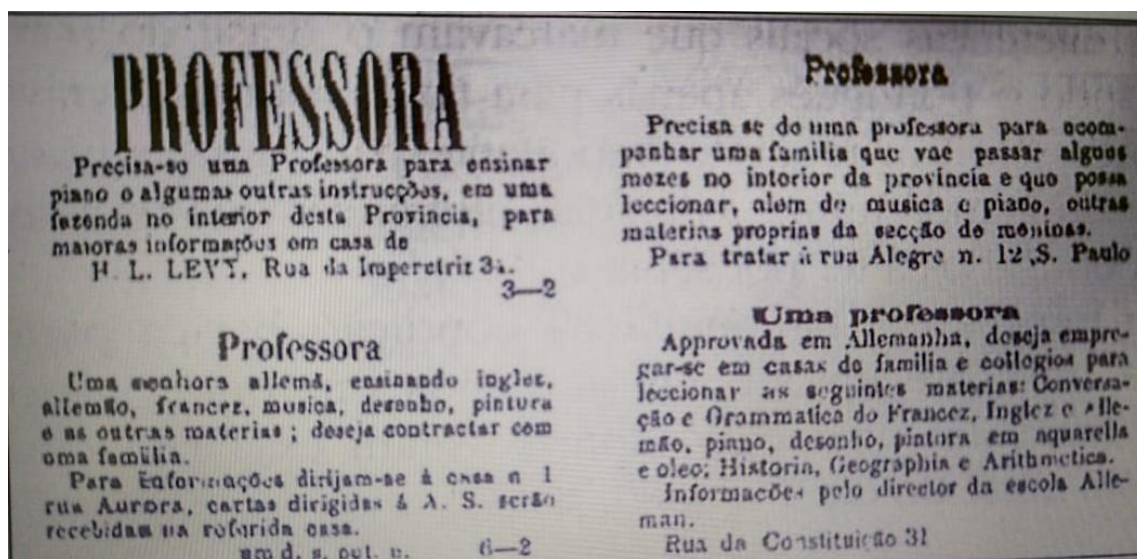 PROFESSORA
Precisa-so uma Professora para ensinar
piano o algumas outras instrucções, em uma
fazenda no interior desta Provincia, para
maioras informações om casa de
H. L. LEVY. Rua da Imperatriz 34.
3—2
Professora
Uma senhora allemã, ensinando inglez,
allemão, francez, musica, desenho, pintura
e as outras materias ; deseja contractar com
uma familia.
Para Enformações dirijam-se á casa n 1
rua Aurora, cartas dirigidas á A. S. serão
recebidas na referida casa.
6—2
Professora
Precisa se de uma professora para acom-
panhar uma familia que vae passar alguns
mezes no interior da provincia e quo possa
leccionar, alem de musica e piano, outras
materias proprias da secção de meninas.
Para tratar á rua Alegre n. 12, S. Paulo
Uma professora
Approvada em Allemanha, deseja empre-
gar-se em casas de familia e collegios para
leccionar as seguintes materias: Conversa-
ção e Grammatica do Francez, Inglez e Alle-
mão, piano, desenho, pintura em aquarella
e oleo; Historia, Geographia e Arithmetica.
Informacões pelo director da escola Alle-
man.
Rua da Constituição 31